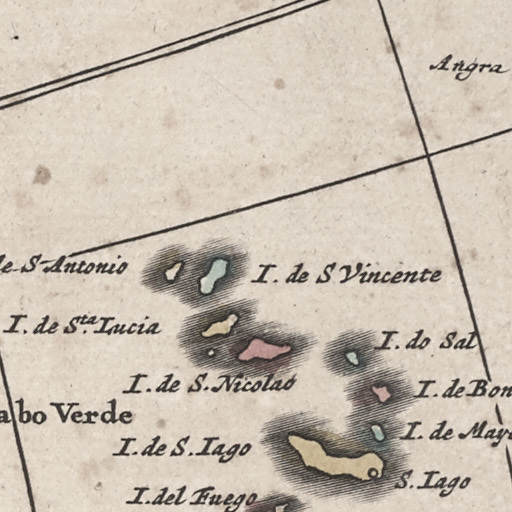 Angra
de S Antonio
I. de S Vincente
I. de S.ta Lucia
I. do Sal
I. de S. Nicolao
I. de Bon
abo Verde
I. de May
I. de S. Iago
S. Iago
I. del Fuego